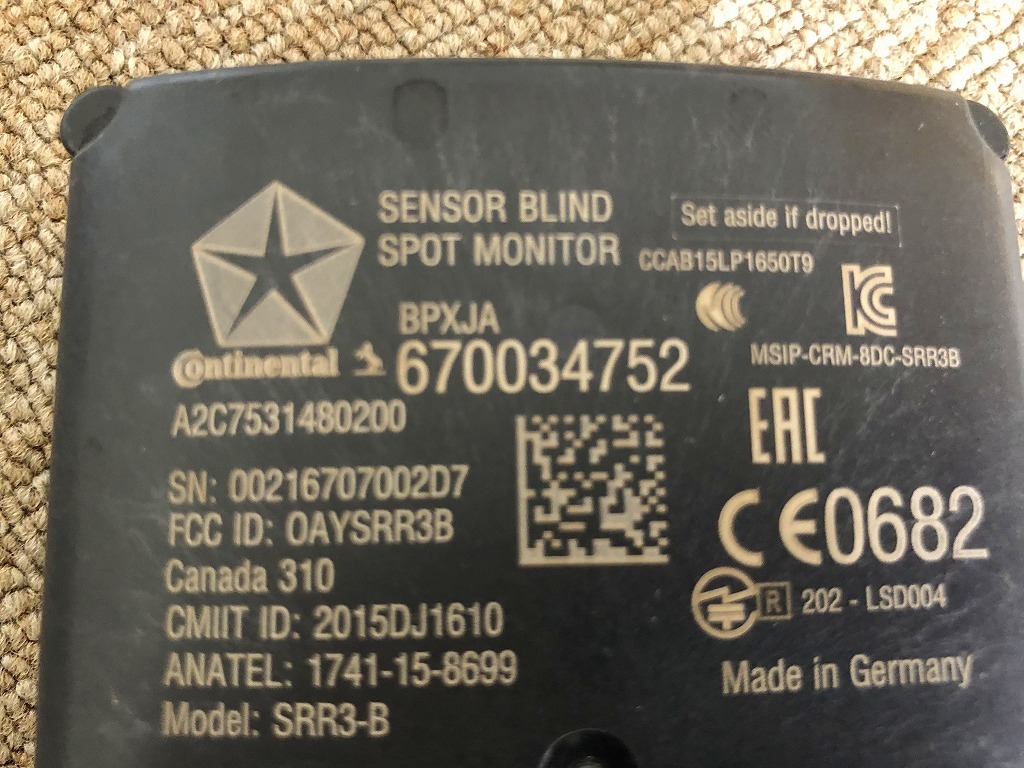 SENSOR BLIND
SPOT MONITOR
Set aside if dropped!
CCAB15LP1650T9
BPXJA
Continental
670034752
MSIP-CRM-8DC-SRR3B
A2C7531480200
EAC
SN: 00216707002D7
FCC ID: OAYSRR3B
CE0682
Canada 310
R 202 - LSD004
CMIIT ID: 2015DJ1610
ANATEL: 1741-15-8699
Made in Germany
Model: SRR3-B